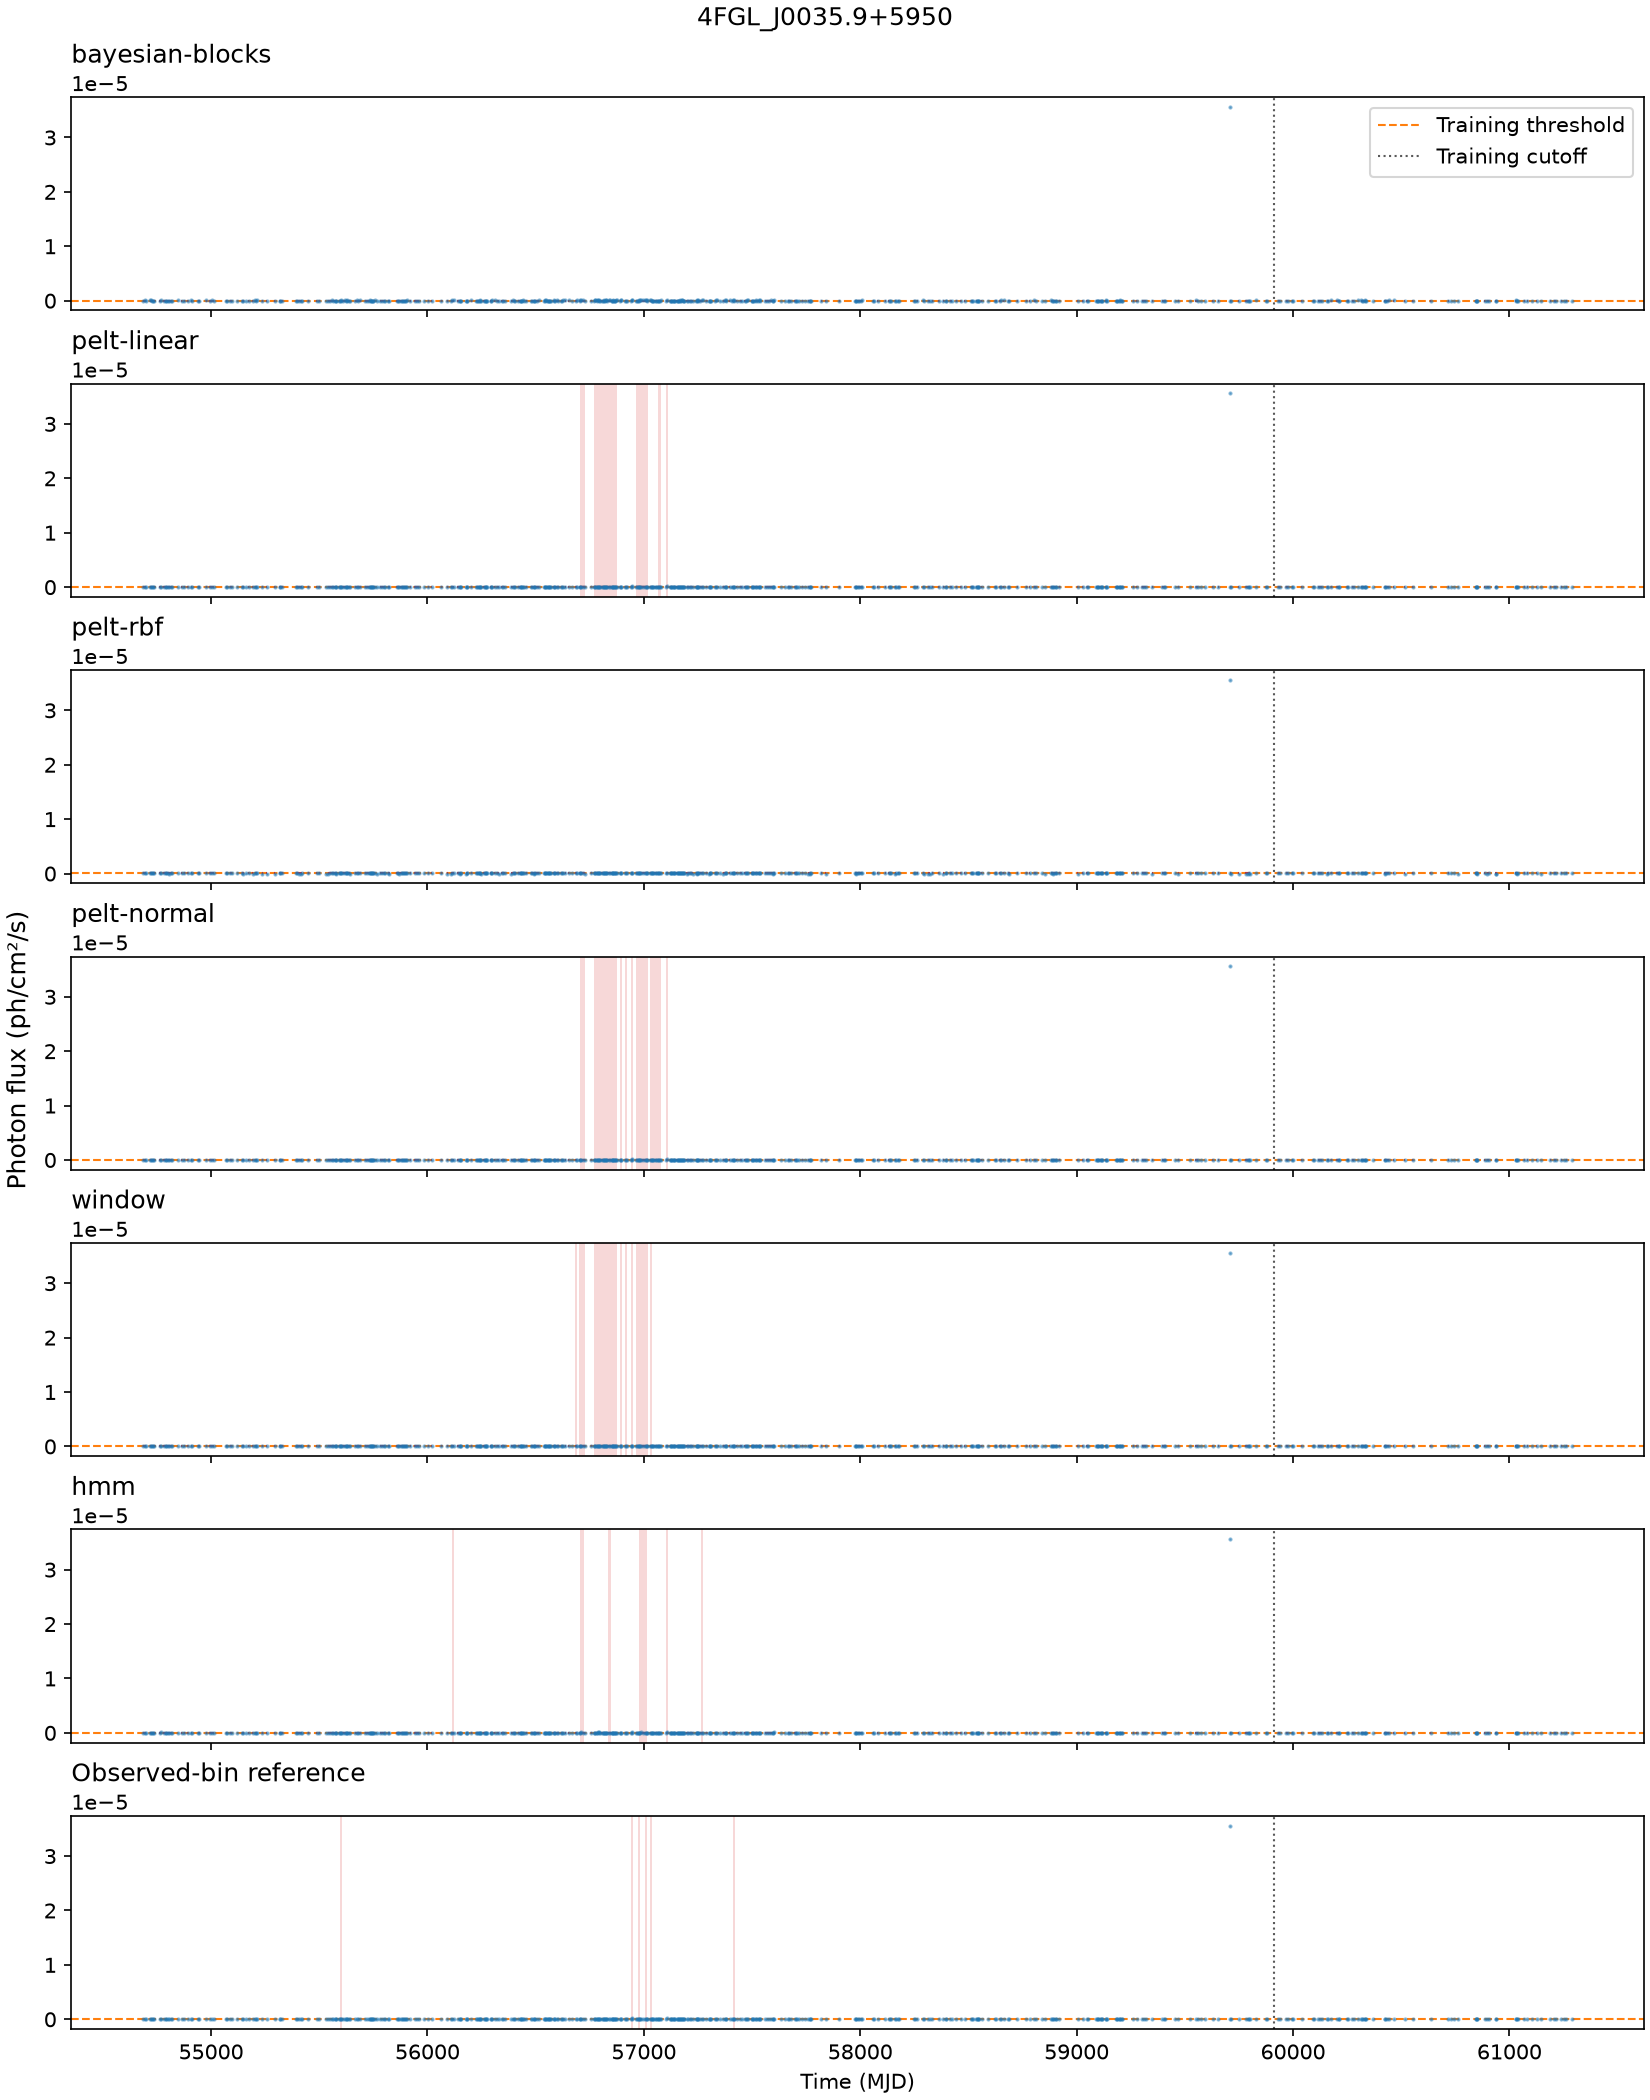 4FGL_J0035.9+5950
bayesian-blocks
1e−5
3
2
1
0
Training threshold
Training cutoff
pelt-linear
1e−5
3
2
1
0
pelt-rbf
1e−5
3
2
1
0
pelt-normal
1e−5
3
2
1
0
Photon flux (ph/cm²/s)
window
1e−5
3
2
1
0
hmm
1e−5
3
2
1
0
Observed-bin reference
1e−5
3
2
1
0
55000 56000 57000 58000 59000 60000 61000
Time (MJD)